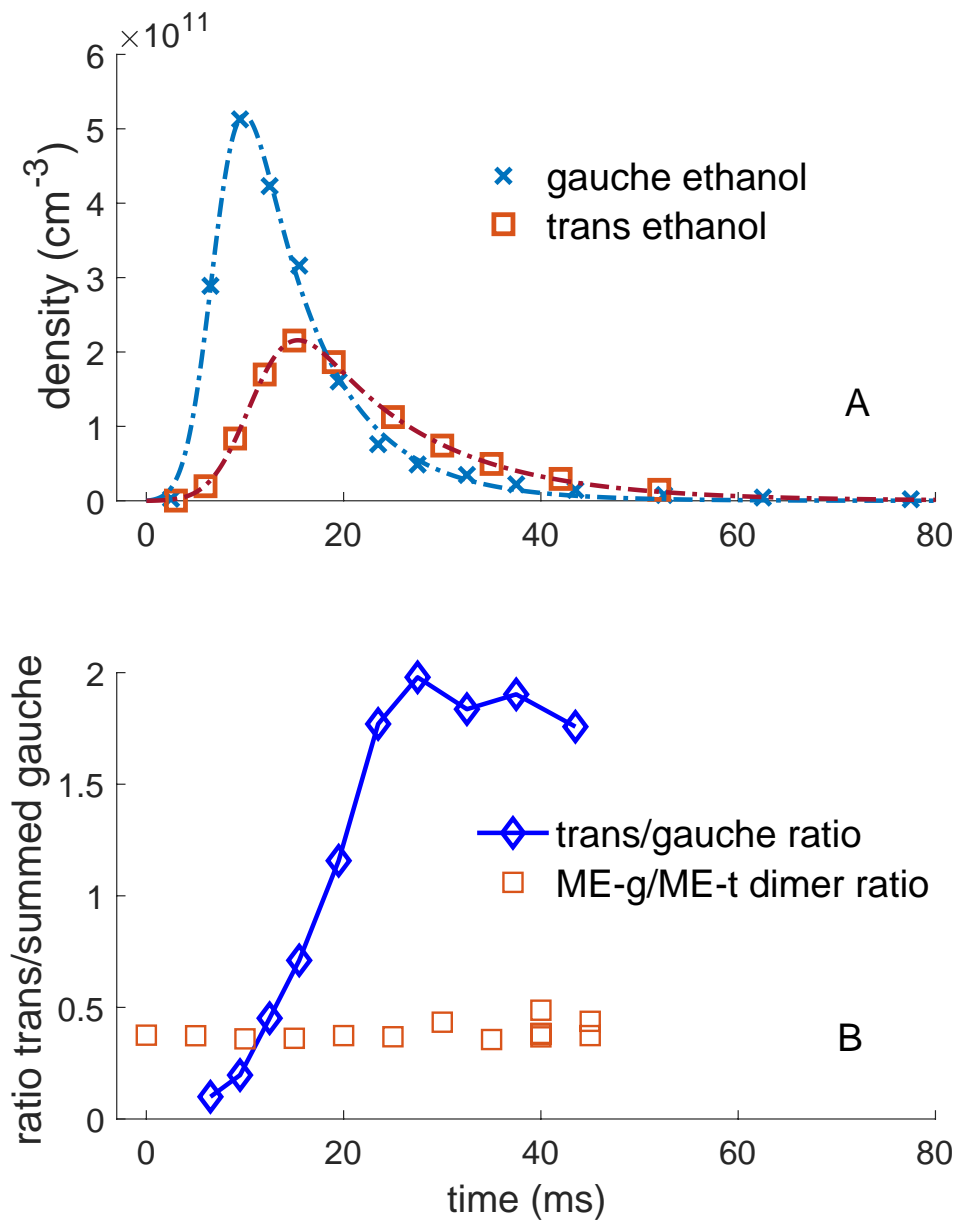 ×10^11
6
5
4
3
2
1
0
density (cm^-3)
gauche ethanol
trans ethanol
A
0 20 40 60 80
2
1.5
1
0.5
0
ratio trans/summed gauche
trans/gauche ratio
ME-g/ME-t dimer ratio
B
0 20 40 60 80
time (ms)